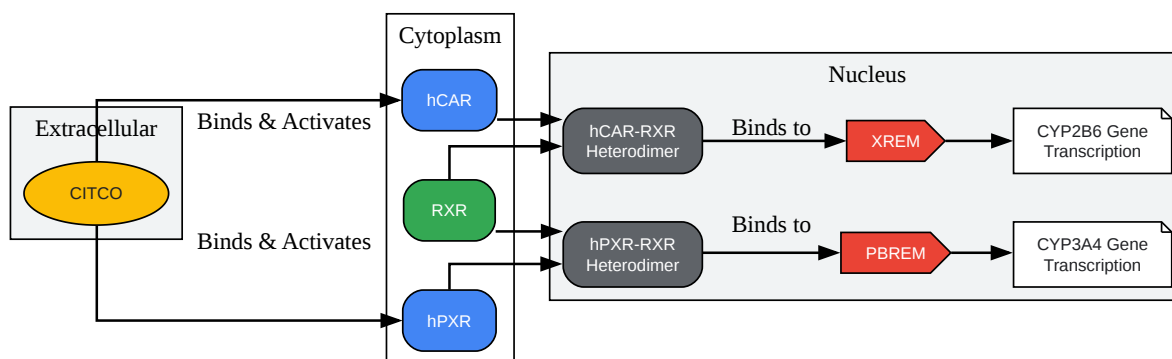 Cytoplasm
Nucleus
Extracellular
CITCO
Binds & Activates
Binds & Activates
hCAR
RXR
hPXR
hCAR-RXR
Heterodimer
Binds to
XREM
CYP2B6 Gene
Transcription
hPXR-RXR
Heterodimer
Binds to
PBREM
CYP3A4 Gene
Transcription